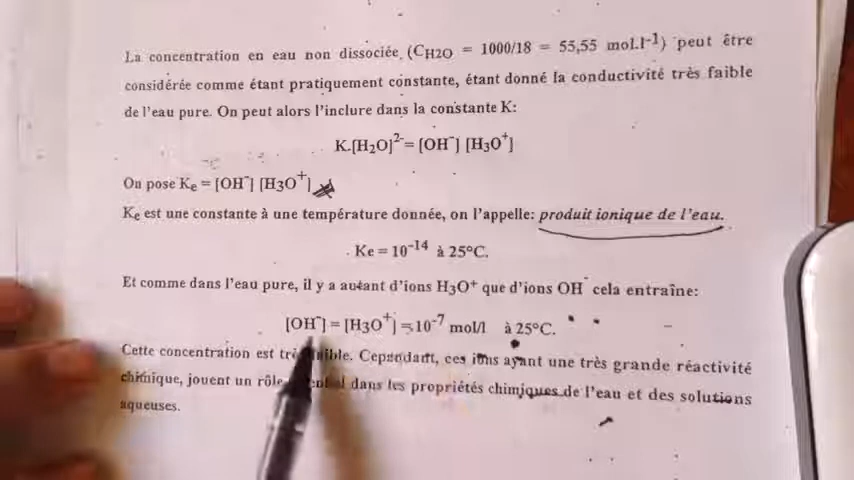 La concentration en eau non dissociée (CH2O = 1000/18 = 55,55 mol.l⁻¹) peut être
considérée comme étant pratiquement constante, étant donné la conductivité très faible
de l'eau pure. On peut alors l'inclure dans la constante K:
K.[H₂O]²⁻= [OH⁻] [H3O⁺]
On pose Ke = [OH⁻] [H3O⁺]
Ke est une constante à une température donnée, on l'appelle: produit ionique de l'eau.
Ke = 10⁻¹⁴ à 25°C.
Et comme dans l'eau pure, il y a autant d'ions H₃O⁺ que d'ions OH⁻ cela entraîne:
[OH⁻] = [H3O⁺] = 10⁻⁷ mol/l à 25°C.
Cette concentration est faible. Cependant, ces ions ayant une très grande réactivité
chimique, jouent un rôle dans les propriétés chimiques de l'eau et des solutions
aqueuses.